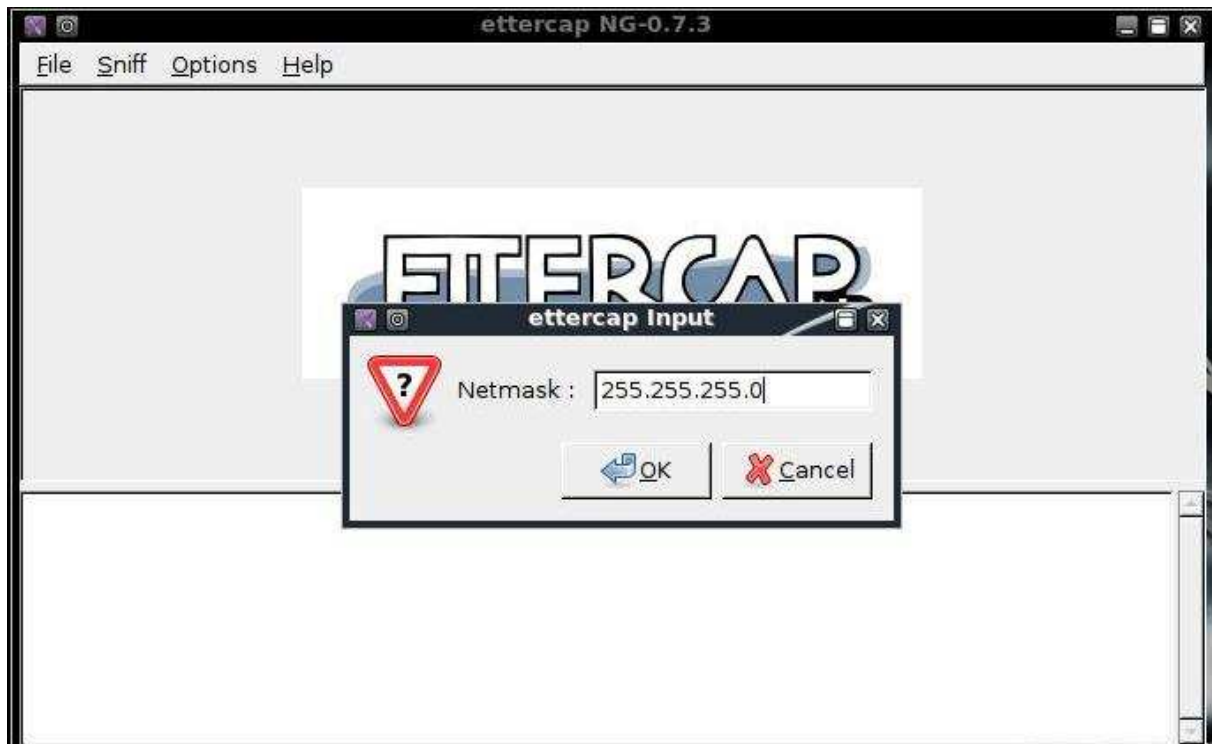 ettercap NG-0.7.3
File Sniff Options Help
ETTERCAP
ettercap Input
? Netmask : 255.255.255.0
OK Cancel